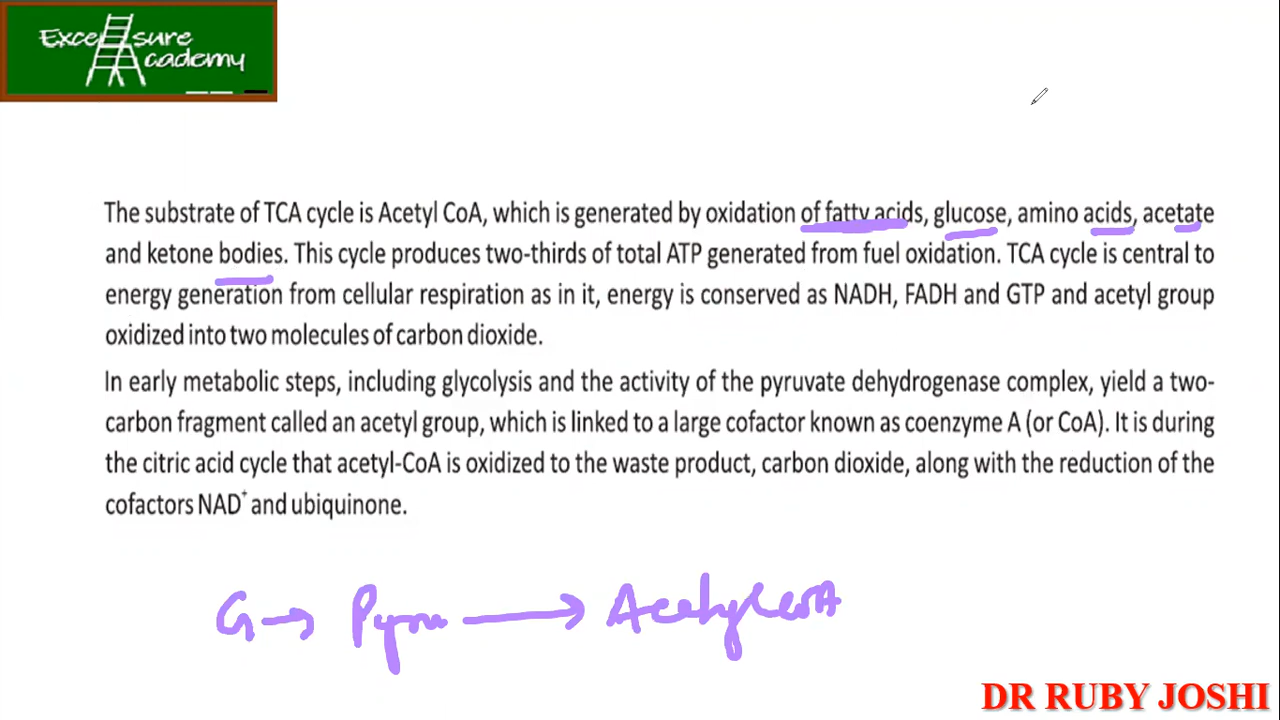 Excel sure
Academy
The substrate of TCA cycle is Acetyl CoA, which is generated by oxidation of fatty acids, glucose, amino acids, acetate
and ketone bodies. This cycle produces two-thirds of total ATP generated from fuel oxidation. TCA cycle is central to
energy generation from cellular respiration as in it, energy is conserved as NADH, FADH and GTP and acetyl group
oxidized into two molecules of carbon dioxide.
In early metabolic steps, including glycolysis and the activity of the pyruvate dehydrogenase complex, yield a two-
carbon fragment called an acetyl group, which is linked to a large cofactor known as coenzyme A (or CoA). It is during
the citric acid cycle that acetyl-CoA is oxidized to the waste product, carbon dioxide, along with the reduction of the
cofactors NAD⁺ and ubiquinone.
G → Pyru → Acetyl CoA
DR RUBY JOSHI